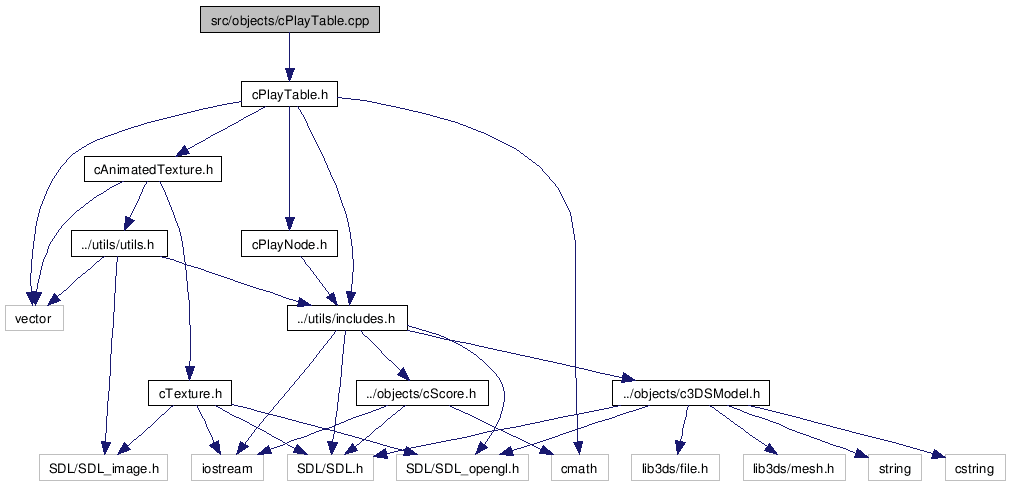 src/objects/cPlayTable.cpp
cPlayTable.h
cAnimatedTexture.h
../utils/utils.h
cPlayNode.h
vector
../utils/includes.h
cTexture.h
../objects/cScore.h
../objects/c3DSModel.h
SDL/SDL_image.h
iostream
SDL/SDL.h
SDL/SDL_opengl.h
cmath
lib3ds/file.h
lib3ds/mesh.h
string
cstring